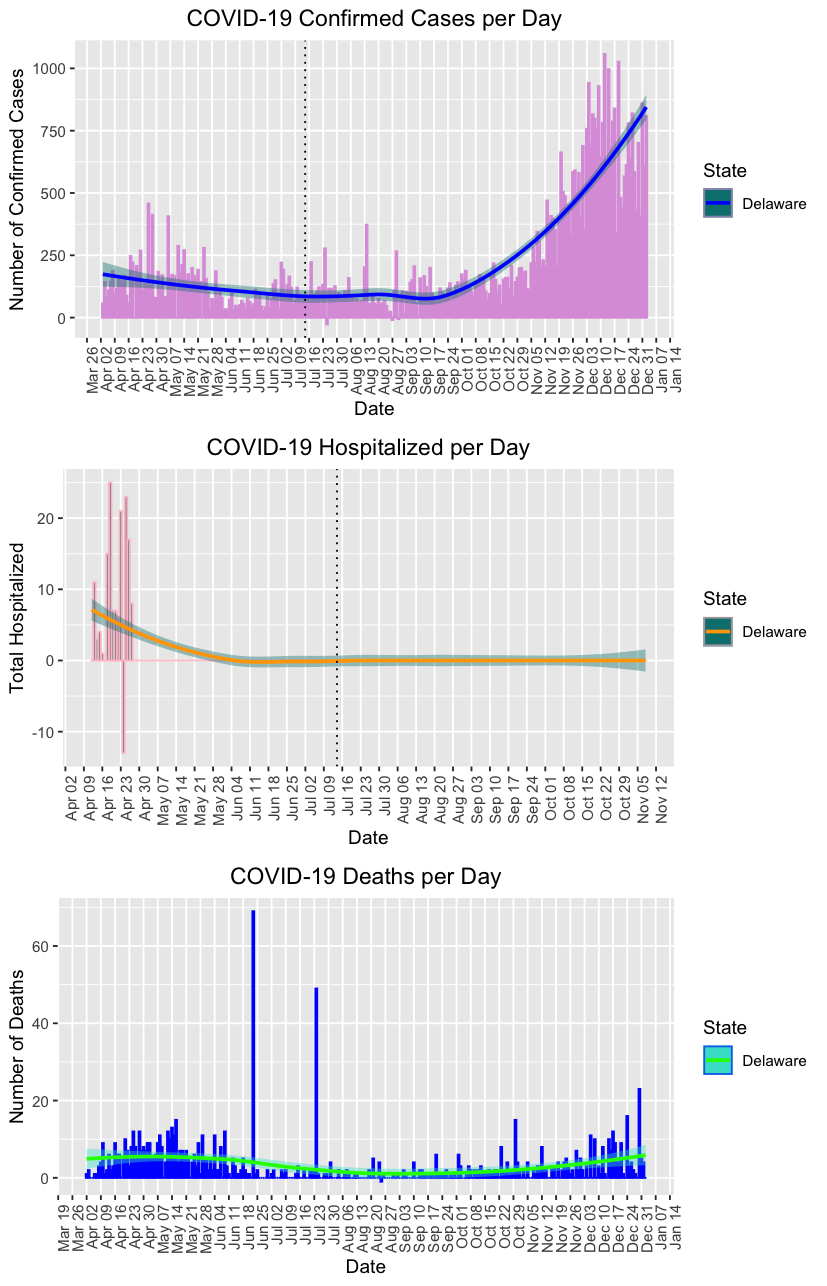 COVID-19 Confirmed Cases per Day
Number of Confirmed Cases
1000
750
500
250
0
Mar 26
Apr 02
Apr 09
Apr 16
Apr 23
Apr 30
May 07
May 14
May 21
May 28
Jun 04
Jun 11
Jun 18
Jun 25
Jul 02
Jul 09
Jul 16
Jul 23
Jul 30
Aug 06
Aug 13
Aug 20
Aug 27
Sep 03
Sep 10
Sep 17
Sep 24
Oct 01
Oct 08
Oct 15
Oct 22
Oct 29
Nov 05
Nov 12
Nov 19
Nov 26
Dec 03
Dec 10
Dec 17
Dec 24
Dec 31
Jan 07
Jan 14
Date
State
Delaware
COVID-19 Hospitalized per Day
Total Hospitalized
20
10
0
-10
Apr 02
Apr 09
Apr 16
Apr 23
Apr 30
May 07
May 14
May 21
May 28
Jun 04
Jun 11
Jun 18
Jun 25
Jul 02
Jul 09
Jul 16
Jul 23
Jul 30
Aug 06
Aug 13
Aug 20
Aug 27
Sep 03
Sep 10
Sep 17
Sep 24
Oct 01
Oct 08
Oct 15
Oct 22
Oct 29
Nov 05
Nov 12
Date
State
Delaware
COVID-19 Deaths per Day
Number of Deaths
60
40
20
0
Mar 19
Mar 26
Apr 02
Apr 09
Apr 16
Apr 23
Apr 30
May 07
May 14
May 21
May 28
Jun 04
Jun 11
Jun 18
Jun 25
Jul 02
Jul 09
Jul 16
Jul 23
Jul 30
Aug 06
Aug 13
Aug 20
Aug 27
Sep 03
Sep 10
Sep 17
Sep 24
Oct 01
Oct 08
Oct 15
Oct 22
Oct 29
Nov 05
Nov 12
Nov 19
Nov 26
Dec 03
Dec 10
Dec 17
Dec 24
Dec 31
Jan 07
Jan 14
Date
State
Delaware